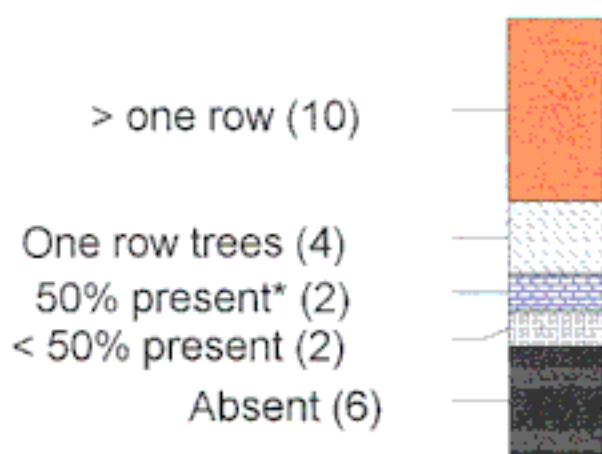 > one row (10)
One row trees (4)
50% present* (2)
< 50% present (2)
Absent (6)